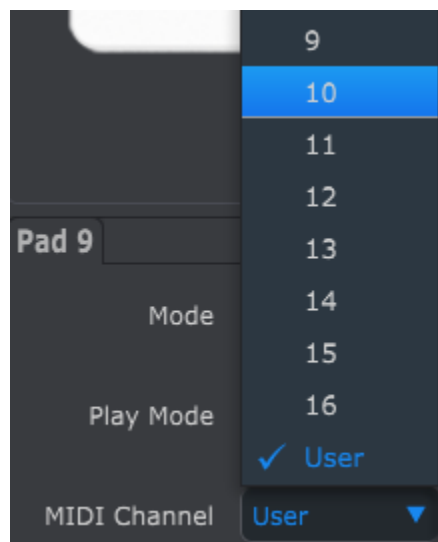 9
10
11
12
Pad 9
13
Mode
14
15
Play Mode
16
✓ User
MIDI Channel User ▼